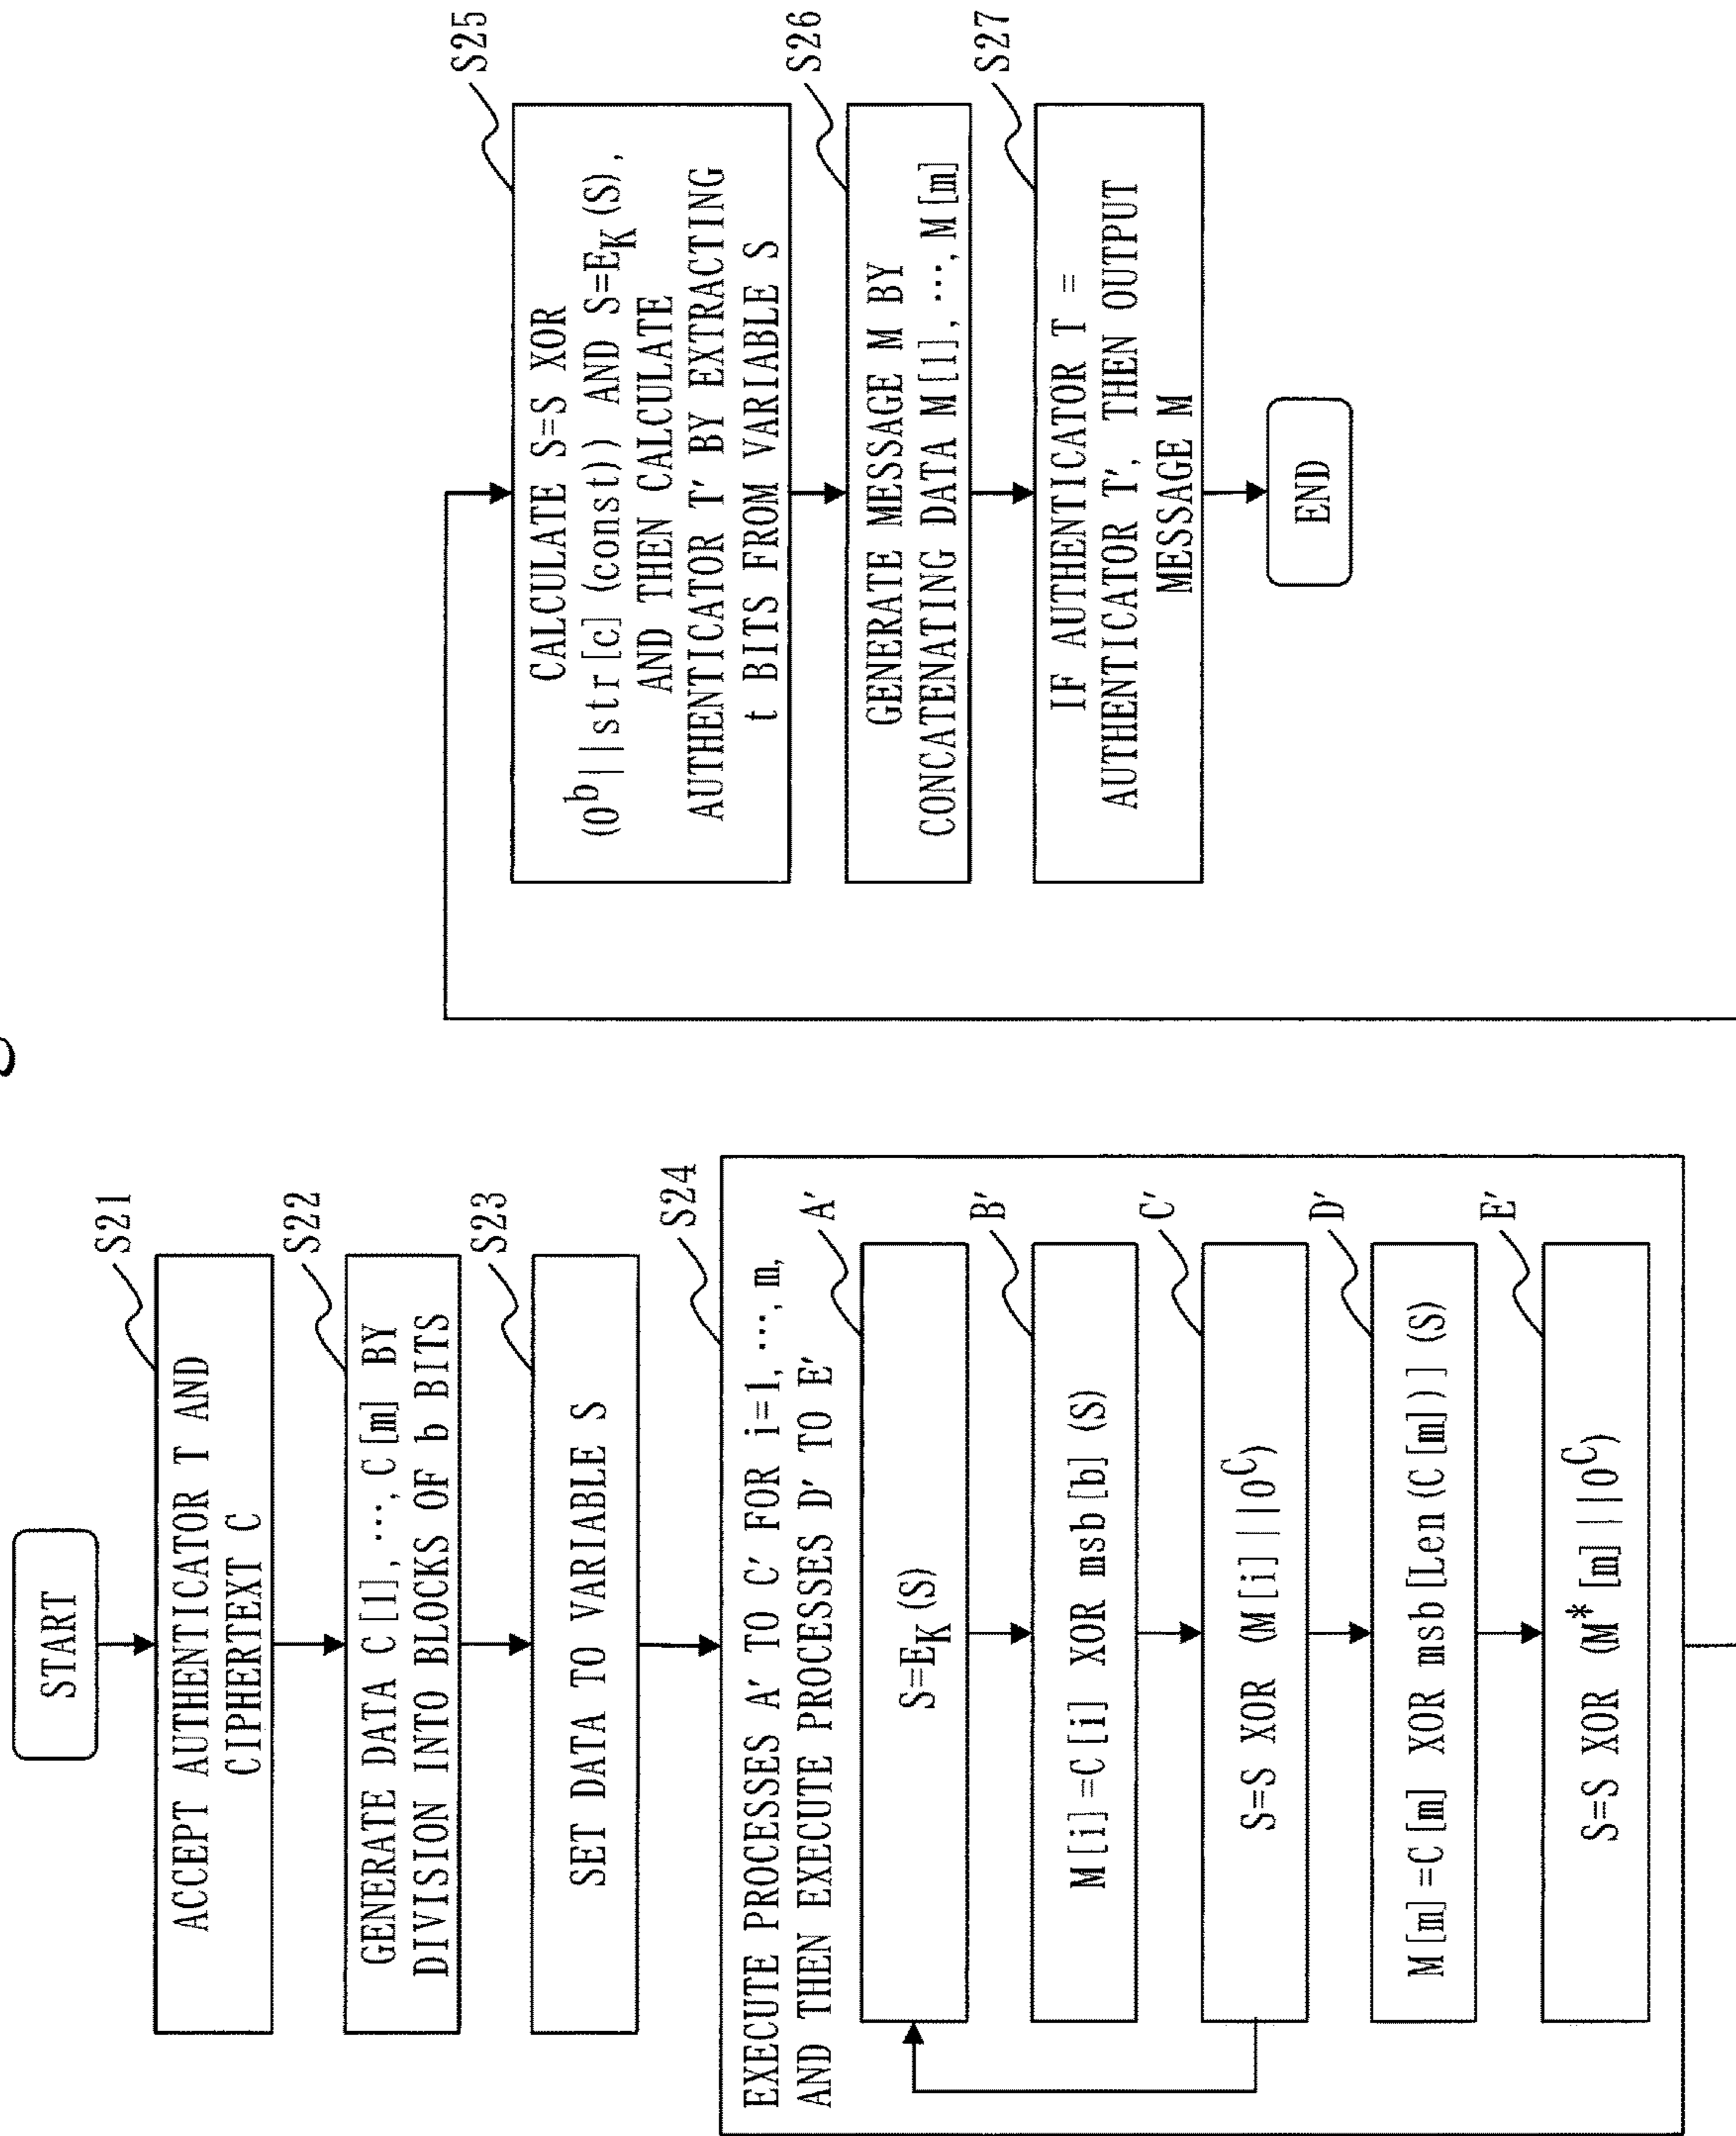 START
ACCEPT AUTHENTICATOR T AND
CIPHERTEXT C
S21
GENERATE DATA C[1], ⋯, C[m] BY
DIVISION INTO BLOCKS OF b BITS
S22
SET DATA TO VARIABLE S
S23
S24
EXECUTE PROCESSES A′ TO C′ FOR i=1, ⋯, m,
AND THEN EXECUTE PROCESSES D′ TO E′
A′
S=E_K(S)
B′
M[i]=C[i] XOR msb[b](S)
C′
S=S XOR (M[i]||0^C)
D′
M[m]=C[m] XOR msb[Len(C[m])](S)
E′
S=S XOR (M*[m]||0^C)
S25
CALCULATE S=S XOR
(0^b||str[c](const)) AND S=E_K(S),
AND THEN CALCULATE
AUTHENTICATOR T′ BY EXTRACTING
t BITS FROM VARIABLE S
S26
GENERATE MESSAGE M BY
CONCATENATING DATA M[1], ⋯, M[m]
S27
IF AUTHENTICATOR T =
AUTHENTICATOR T′, THEN OUTPUT
MESSAGE M
END